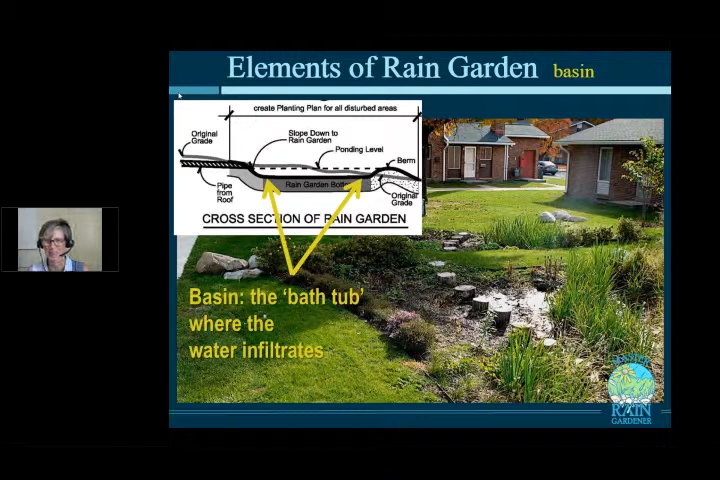 Elements of Rain Garden basin
create Planting Plan for all disturbed areas
Original
Grade
Slope Down to
Rain Garden
Ponding Level
Berm
Pipe
from
Roof
Rain Garden Bott
Original
Grade
CROSS SECTION OF RAIN GARDEN
Basin: the ‘bath tub’
where the
water infiltrates
MASTER
RAIN
GARDENER